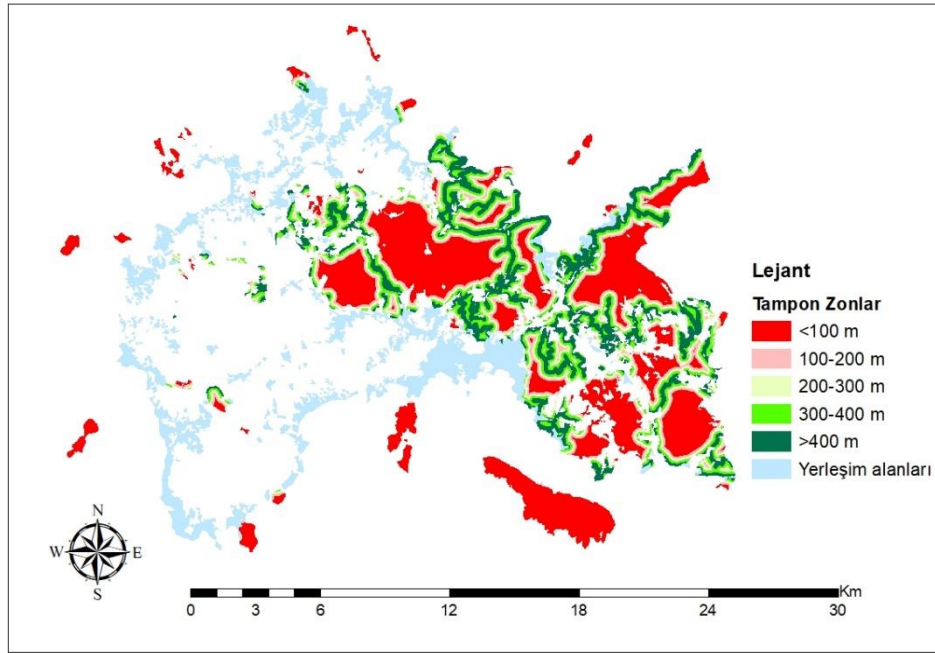 Lejant
Tampon Zonlar
<100 m
100-200 m
200-300 m
300-400 m
>400 m
Yerleşim alanları
N
W E
S
Km
0 3 6 12 18 24 30